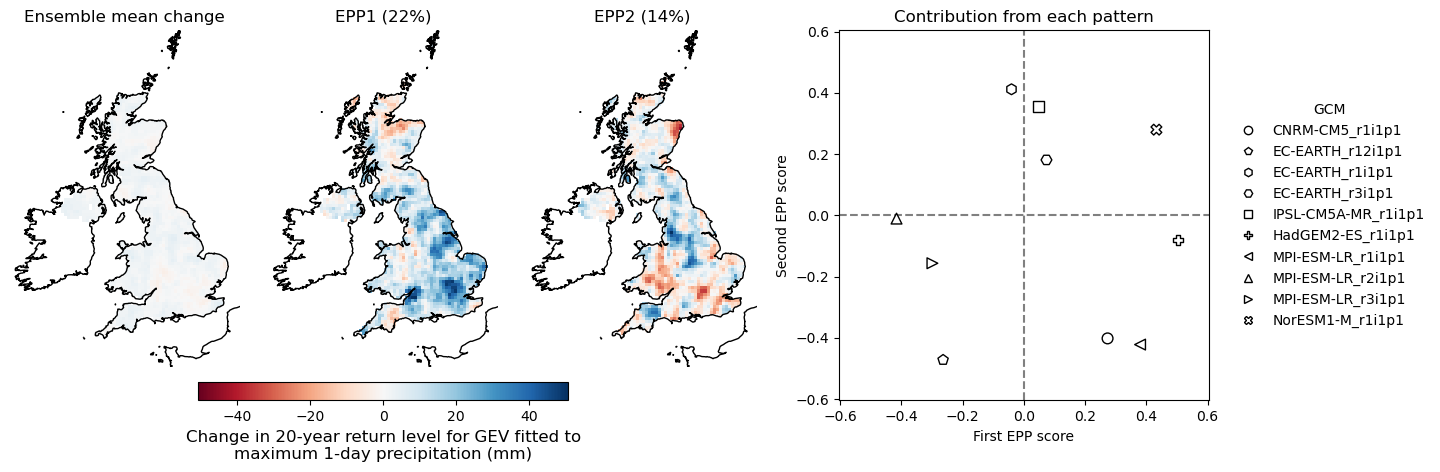 Ensemble mean change
EPP1 (22%)
EPP2 (14%)
Contribution from each pattern
0.6
0.4
0.2
0.0
−0.2
−0.4
−0.6
Second EPP score
−0.6
−0.4
−0.2
0.0
0.2
0.4
0.6
First EPP score
GCM
CNRM-CM5_r1i1p1
EC-EARTH_r12i1p1
EC-EARTH_r1i1p1
EC-EARTH_r3i1p1
IPSL-CM5A-MR_r1i1p1
HadGEM2-ES_r1i1p1
MPI-ESM-LR_r1i1p1
MPI-ESM-LR_r2i1p1
MPI-ESM-LR_r3i1p1
NorESM1-M_r1i1p1
−40
−20
0
20
40
Change in 20-year return level for GEV fitted to
maximum 1-day precipitation (mm)